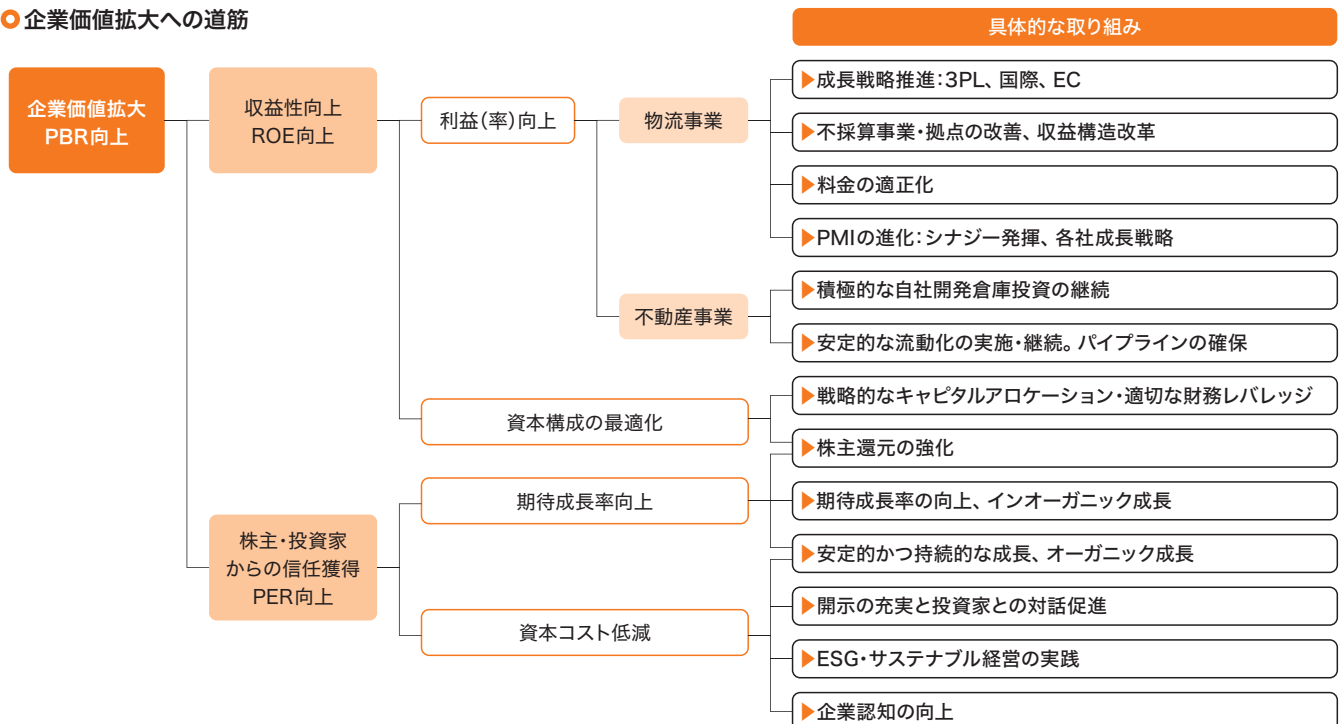 企業価値拡大への道筋
具体的な取り組み
企業価値拡大
PBR向上
収益性向上
ROE向上
利益（率）向上
物流事業
▶成長戦略推進：3PL、国際、EC
▶不採算事業・拠点の改善、収益構造改革
▶料金の適正化
▶PMIの進化：シナジー発揮、各社成長戦略
不動産事業
▶積極的な自社開発倉庫投資の継続
▶安定的な流動化の実施・継続。パイプラインの確保
資本構成の最適化
▶戦略的なキャピタルアロケーション・適切な財務レバレッジ
▶株主還元の強化
株主・投資家
からの信任獲得
PER向上
期待成長率向上
▶期待成長率の向上、インオーガニック成長
▶安定的かつ持続的な成長、オーガニック成長
資本コスト低減
▶開示の充実と投資家との対話促進
▶ESG・サステナブル経営の実践
▶企業認知の向上